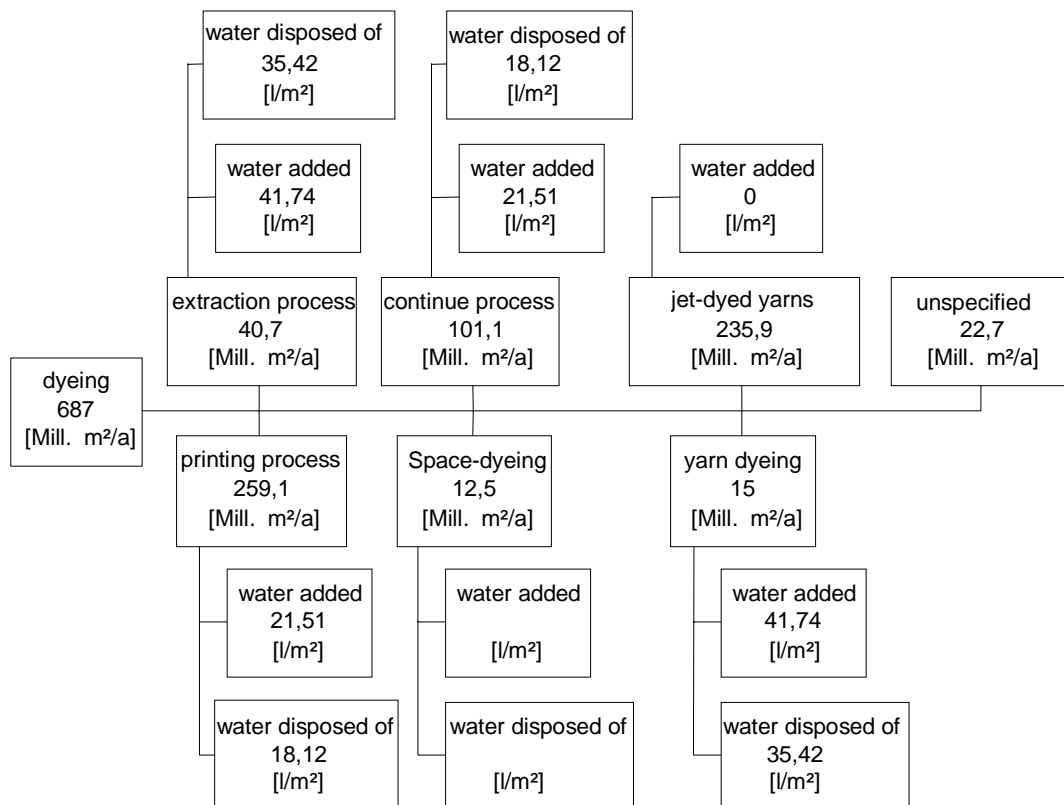 water disposed of
35,42
[l/m²]
water disposed of
18,12
[l/m²]
water added
41,74
[l/m²]
water added
21,51
[l/m²]
water added
0
[l/m²]
extraction process
40,7
[Mill. m²/a]
continue process
101,1
[Mill. m²/a]
jet-dyed yarns
235,9
[Mill. m²/a]
unspecified
22,7
[Mill. m²/a]
dyeing
687
[Mill. m²/a]
printing process
259,1
[Mill. m²/a]
Space-dyeing
12,5
[Mill. m²/a]
yarn dyeing
15
[Mill. m²/a]
water added
21,51
[l/m²]
water added
[l/m²]
water added
41,74
[l/m²]
water disposed of
18,12
[l/m²]
water disposed of
[l/m²]
water disposed of
35,42
[l/m²]